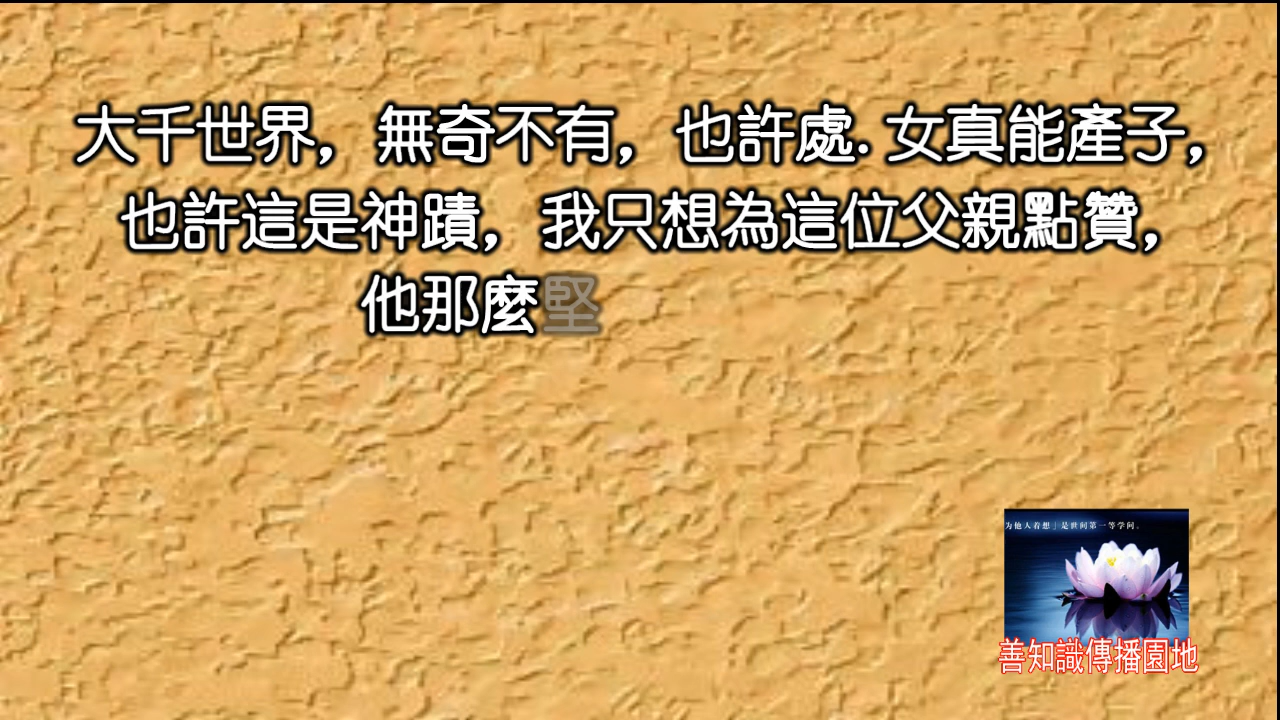 大千世界，無奇不有，也許處.女真能產子，
也許這是神蹟，我只想為這位父親點贊，
他那麼堅
为他人着想」是世间第一等学问。
善知識傳播園地